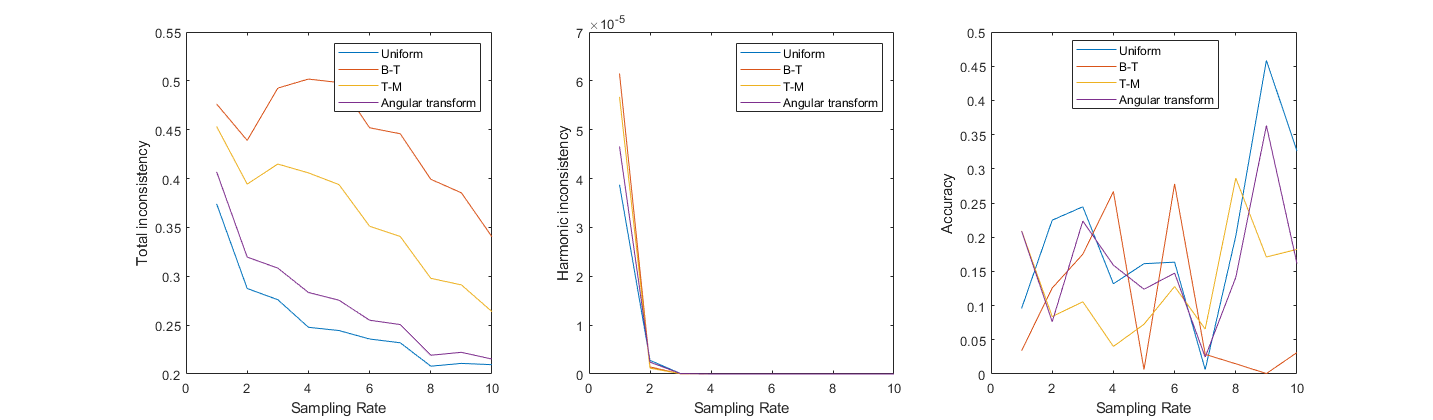 0.55
0.5
0.45
0.4
0.35
0.3
0.25
0.2
0 2 4 6 8 10
Total inconsistency
Sampling Rate
Uniform
B-T
T-M
Angular transform
×10-5
7
6
5
4
3
2
1
0
0 2 4 6 8 10
Harmonic inconsistency
Sampling Rate
Uniform
B-T
T-M
Angular transform
0.5
0.45
0.4
0.35
0.3
0.25
0.2
0.15
0.1
0.05
0
0 2 4 6 8 10
Accuracy
Sampling Rate
Uniform
B-T
T-M
Angular transform